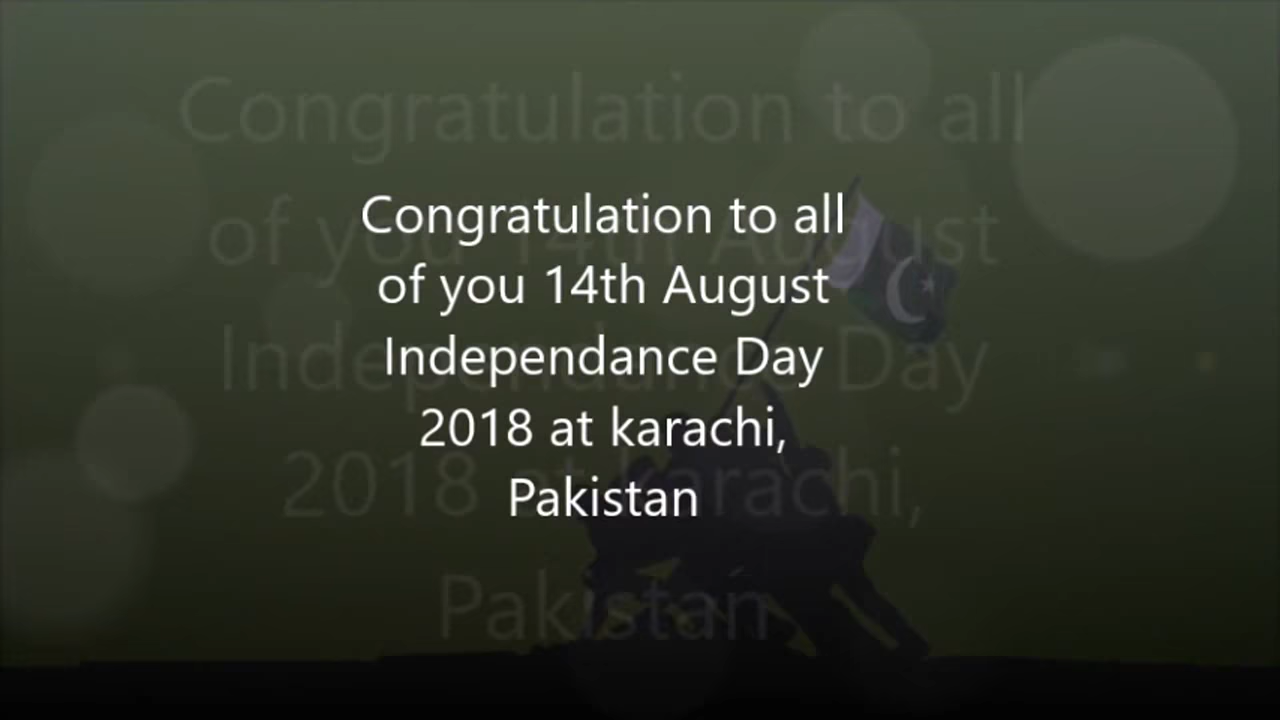 Congratulation to all
of you 14th August
Independance Day
2018 at karachi,
Pakistan